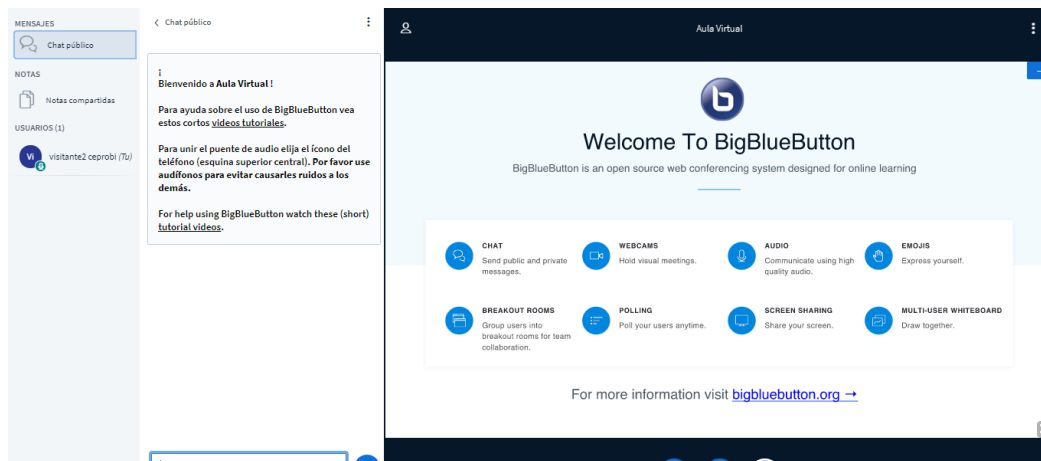 MENSAJES
Chat público
NOTAS
Notas compartidas
USUARIOS (1)
Vi
visitante2 ceprobi (Tu)
Chat público
¡
Bienvenido a Aula Virtual !
Para ayuda sobre el uso de BigBlueButton vea
estos cortos videos tutoriales.
Para unir el puente de audio elija el ícono del
teléfono (esquina superior central). Por favor use
audífonos para evitar causarles ruidos a los
demás.
For help using BigBlueButton watch these (short)
tutorial videos.
Aula Virtual
b
Welcome To BigBlueButton
BigBlueButton is an open source web conferencing system designed for online learning
CHAT
Send public and private
messages.
WEBCAMS
Hold visual meetings.
AUDIO
Communicate using high
quality audio.
EMOJIS
Express yourself.
BREAKOUT ROOMS
Group users into
breakout rooms for team
collaboration.
POLLING
Poll your users anytime.
SCREEN SHARING
Share your screen.
MULTI-USER WHITEBOARD
Draw together.
For more information visit bigbluebutton.org →